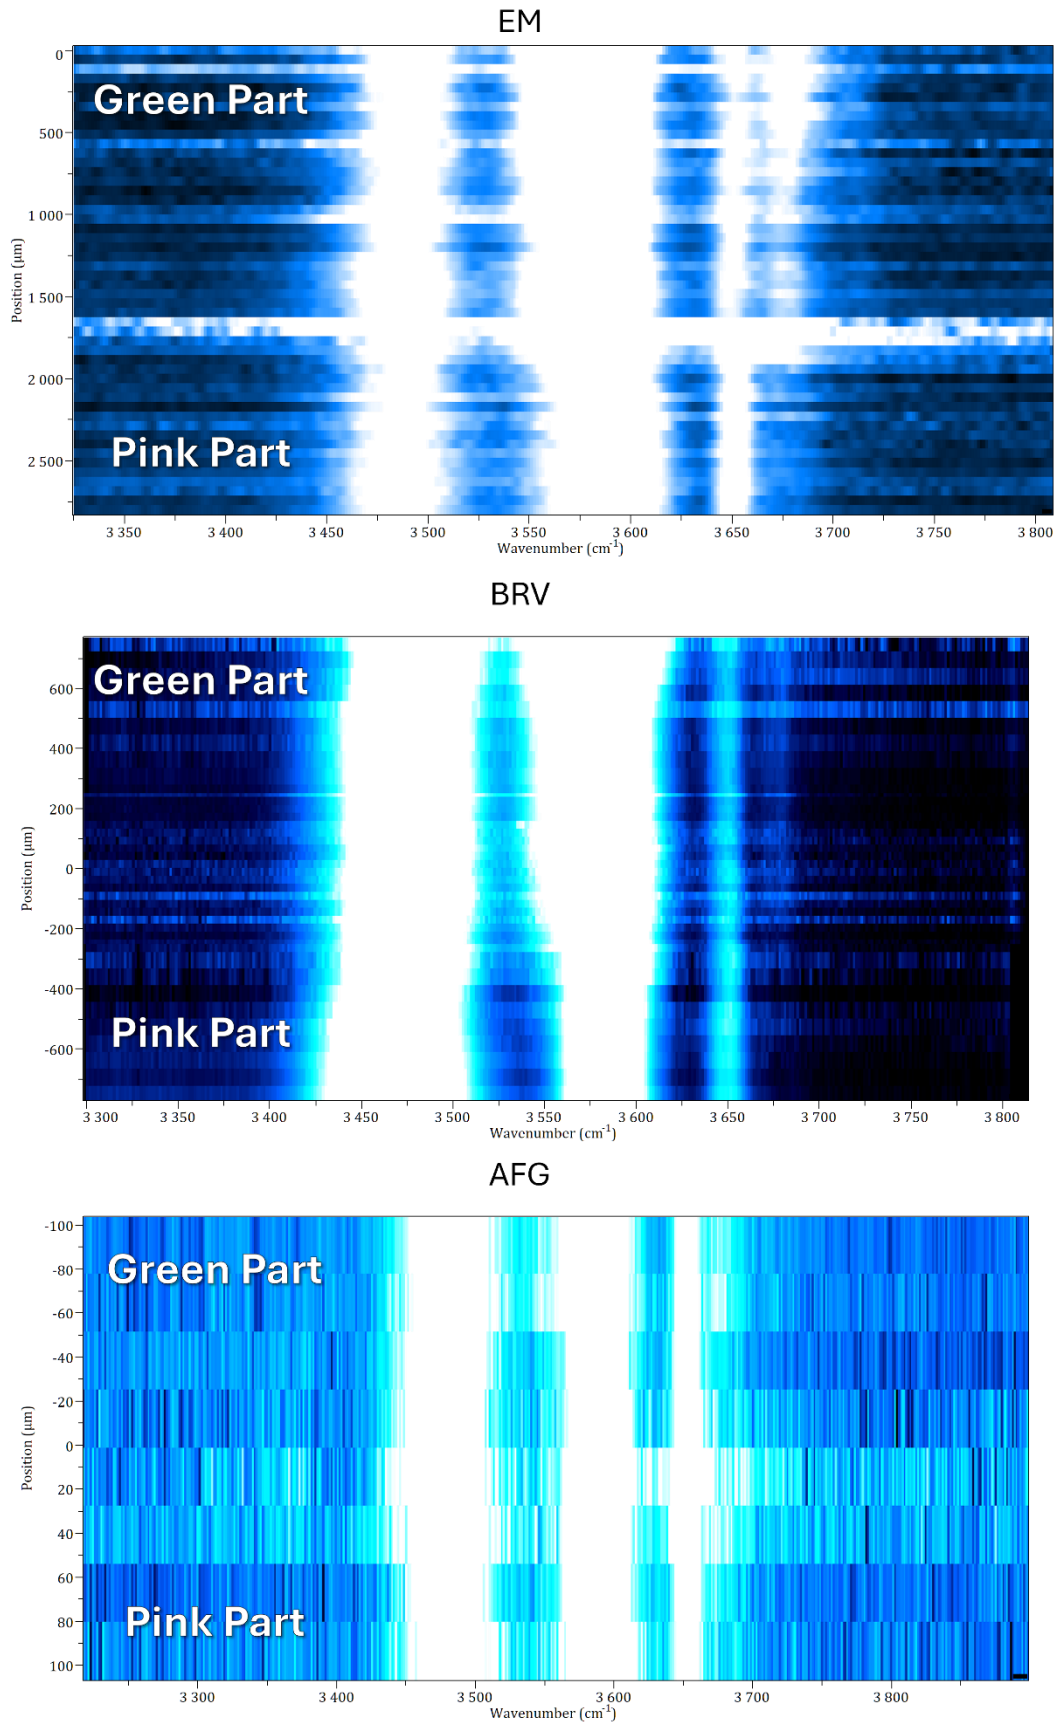 EM
0
Green Part
500
1 000
Position (µm)
1 500
2 000
Pink Part
2 500
3 350 3 400 3 450 3 500 3 550 3 600 3 650 3 700 3 750 3 800
Wavenumber (cm-1)
BRV
Green Part
600
400
200
Position (µm)
0
-200
-400
Pink Part
-600
3 300 3 350 3 400 3 450 3 500 3 550 3 600 3 650 3 700 3 750 3 800
Wavenumber (cm-1)
AFG
-100
Green Part
-80
-60
-40
-20
Position (µm)
0
20
40
60
Pink Part
80
100
3 300 3 400 3 500 3 600 3 700 3 800
Wavenumber (cm-1)